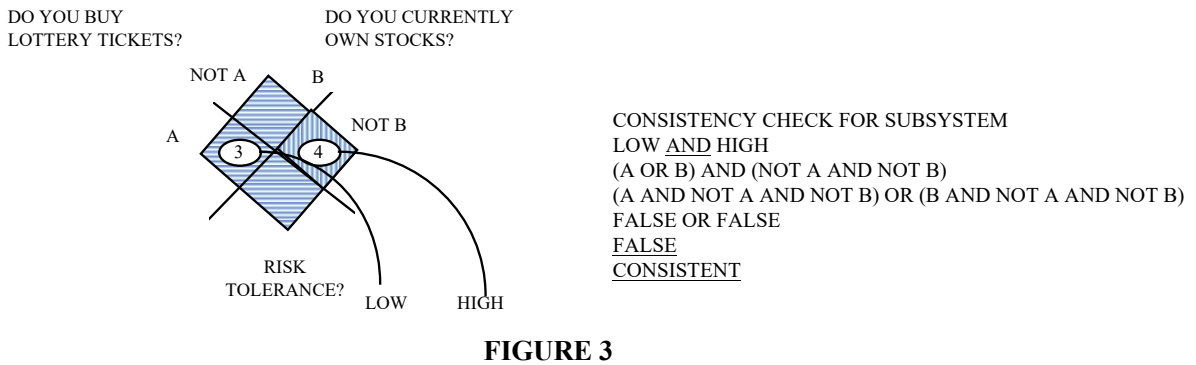 DO YOU BUY
LOTTERY TICKETS?
DO YOU CURRENTLY
OWN STOCKS?
NOT A
B
A
NOT B
3
4
RISK
TOLERANCE?
LOW
HIGH
CONSISTENCY CHECK FOR SUBSYSTEM
LOW AND HIGH
(A OR B) AND (NOT A AND NOT B)
(A AND NOT A AND NOT B) OR (B AND NOT A AND NOT B)
FALSE OR FALSE
FALSE
CONSISTENT
FIGURE 3